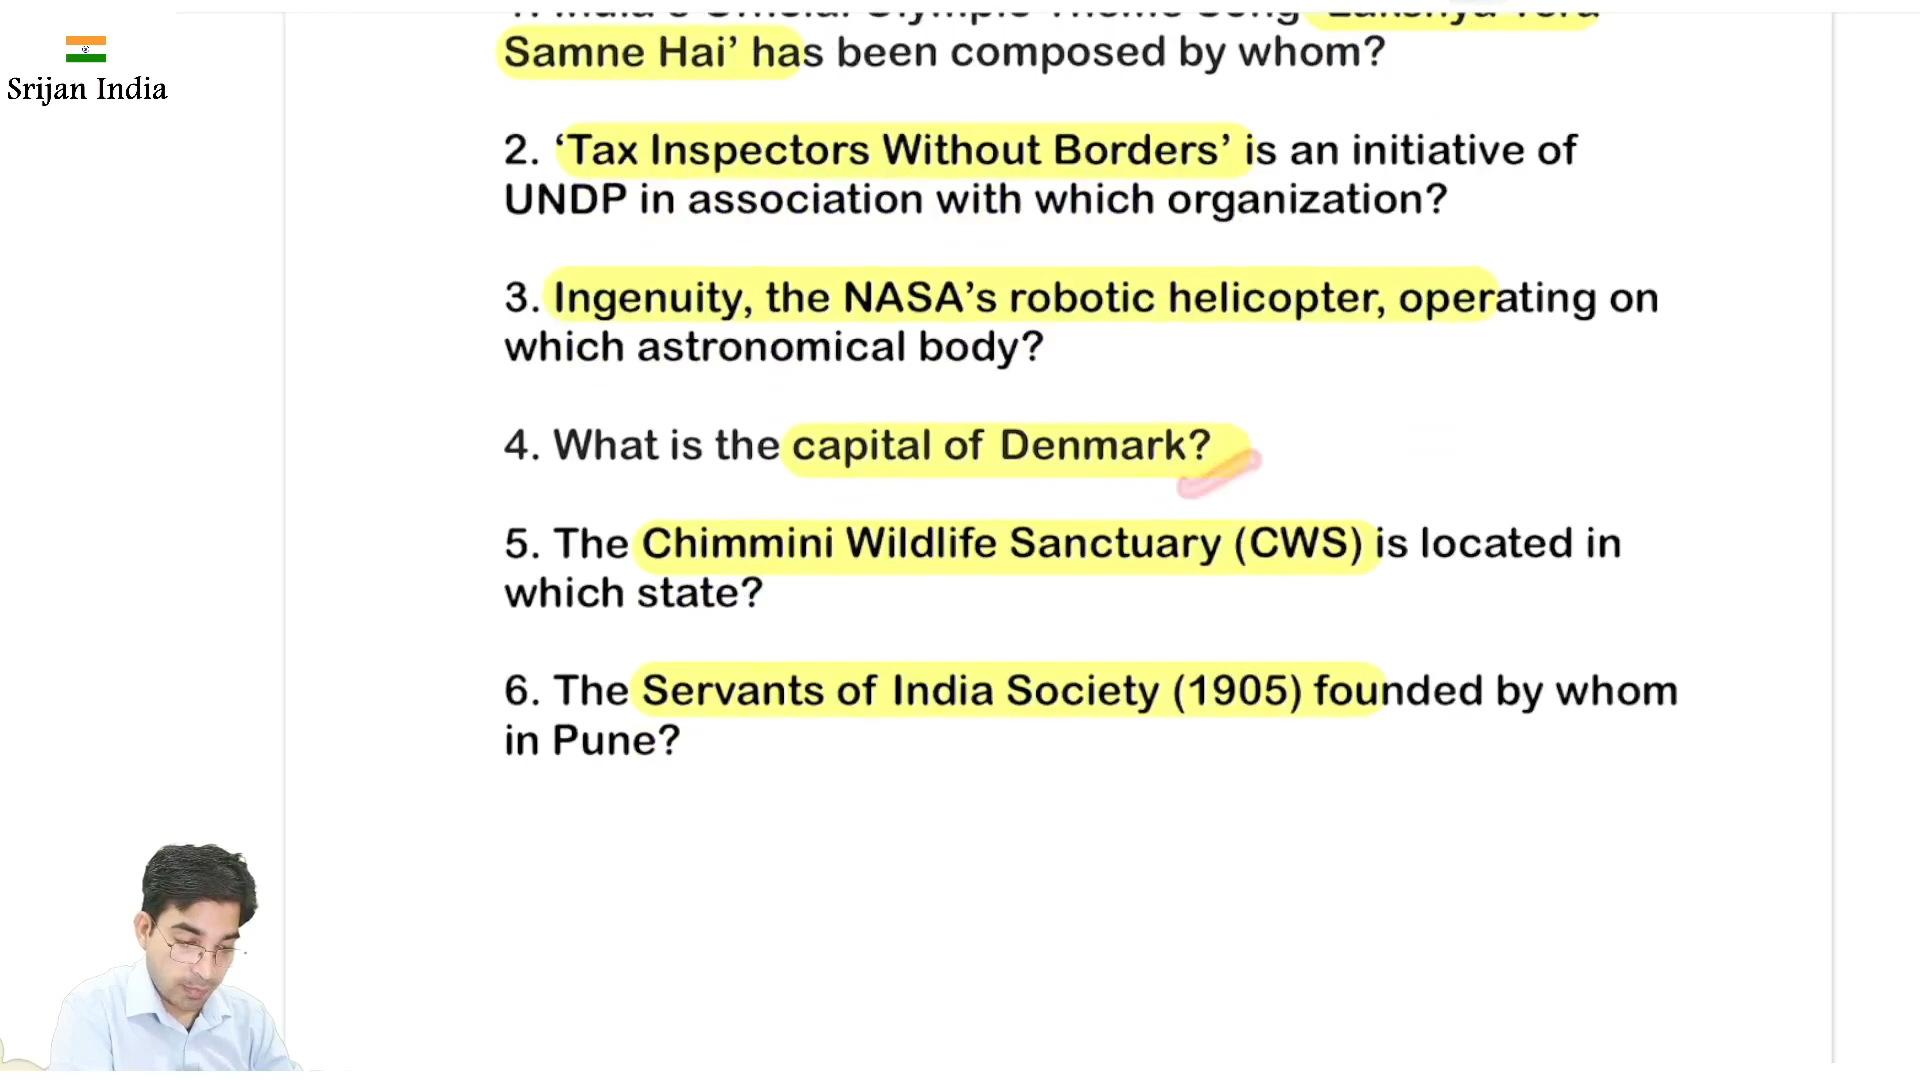 Srijan India
Samne Hai’ has been composed by whom?
2. ‘Tax Inspectors Without Borders’ is an initiative of
UNDP in association with which organization?
3. Ingenuity, the NASA’s robotic helicopter, operating on
which astronomical body?
4. What is the capital of Denmark?
5. The Chimmini Wildlife Sanctuary (CWS) is located in
which state?
6. The Servants of India Society (1905) founded by whom
in Pune?